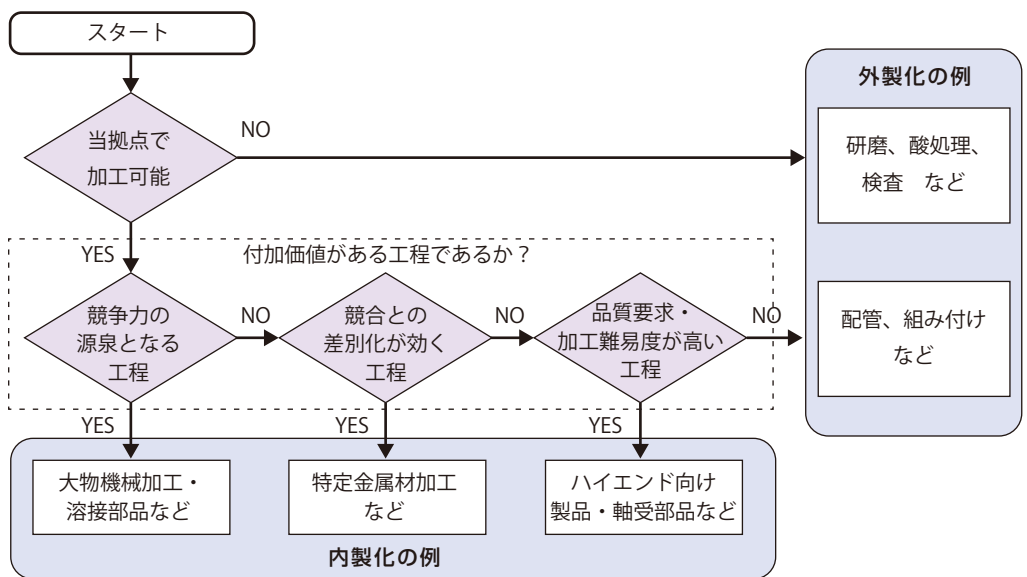 スタート
外製化の例
当拠点で
加工可能
NO
研磨、酸処理、
検査　など
YES
付加価値がある工程であるか？
競争力の
源泉となる
工程
NO
競合との
差別化が効く
工程
NO
品質要求・
加工難易度が高い
工程
NO
配管、組み付け
など
YES
YES
YES
大物機械加工・
溶接部品など
特定金属材加工
など
ハイエンド向け
製品・軸受部品など
内製化の例